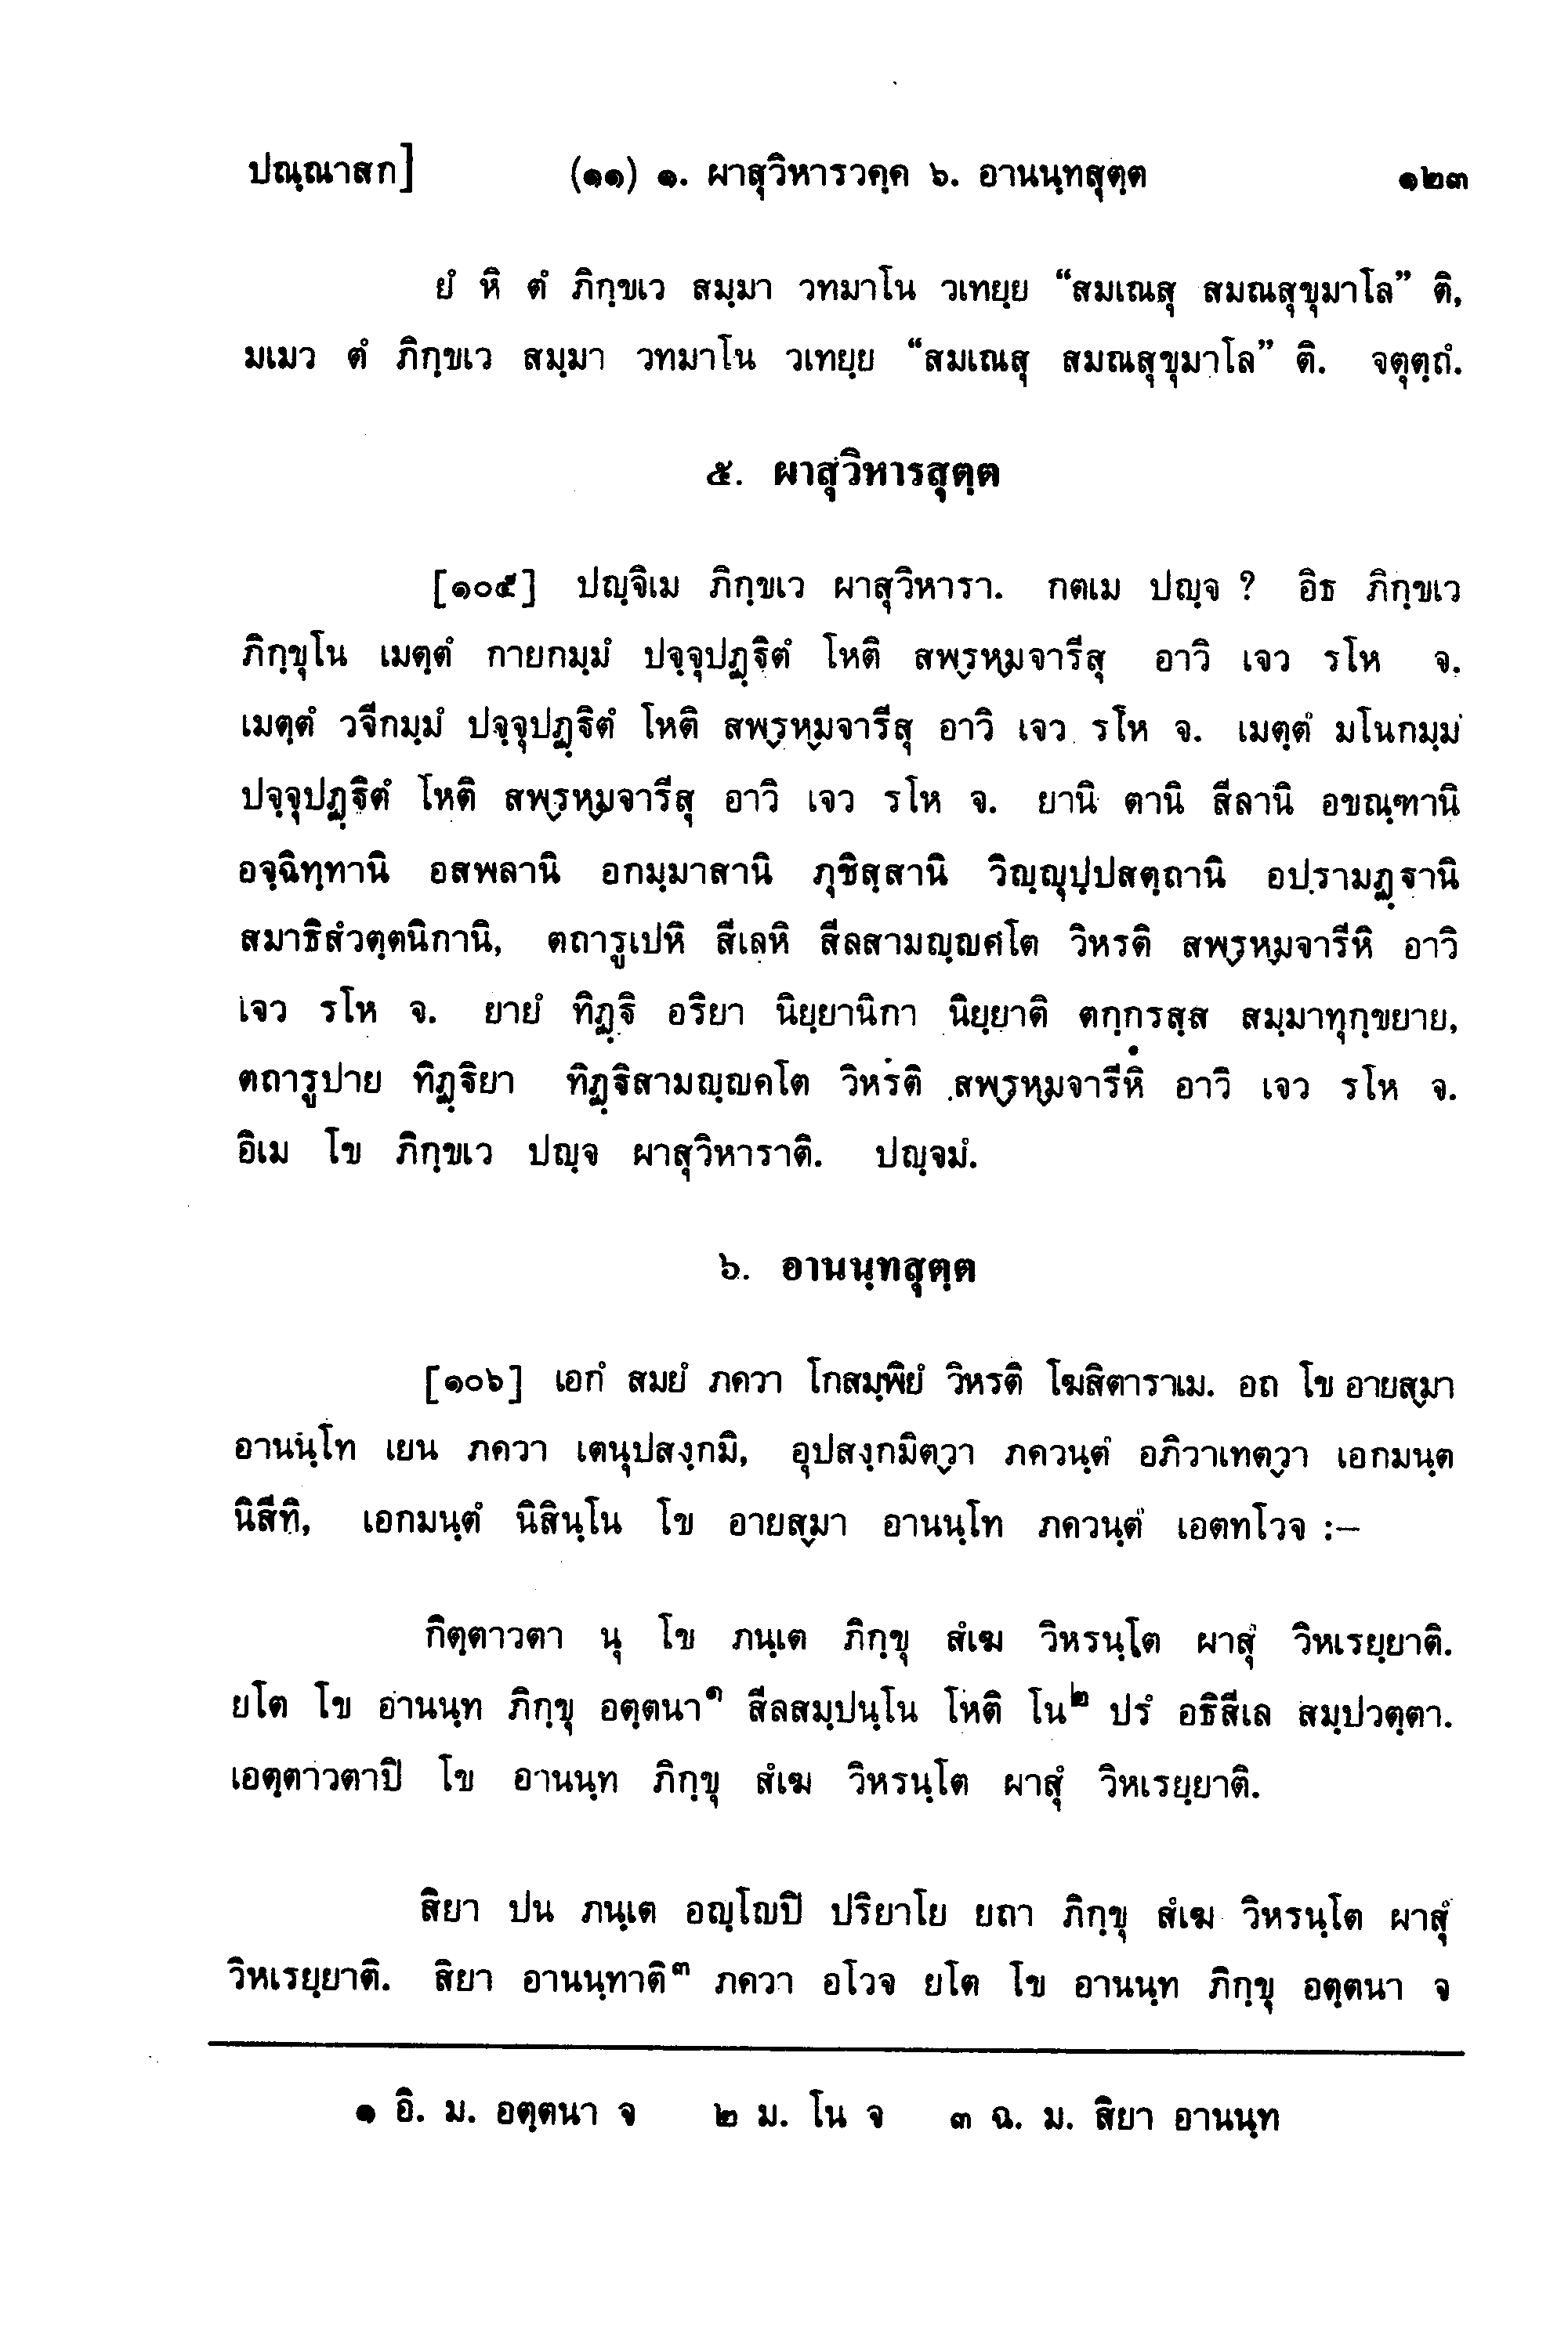 ปณฺณาสก] (๑๑) ๑. ผาสุวิหารวคฺค ๖. อานนฺทสุตฺต ๑๒๓
ยํ หิ ตํ ภิกฺขเว สมฺมา วทมาโน วเทยฺย “สมเณสุ สมณสุขุมาโล” ติ,
มเมว ตํ ภิกฺขเว สมฺมา วทมาโน วเทยฺย “สมเณสุ สมณสุขุมาโล” ติ. จตุตฺถํ.
๕. ผาสุวิหารสุตฺต
[๑๐๕] ปญฺจิเม ภิกฺขเว ผาสุวิหารา. กตเม ปญฺจ ? อิธ ภิกฺขเว
ภิกฺขุโน เมตฺตํ กายกมฺมํ ปจฺจุปฏฺฐิตํ โหติ สพฺรหฺมจารีสุ อาวิ เจว รโห จ.
เมตฺตํ วจีกมฺมํ ปจฺจุปฏฺฐิตํ โหติ สพฺรหฺมจารีสุ อาวิ เจว รโห จ. เมตฺตํ มโนกมฺมํ
ปจฺจุปฏฺฐิตํ โหติ สพฺรหฺมจารีสุ อาวิ เจว รโห จ. ยานิ ตานิ สีลานิ อขณฺฑานิ
อจฺฉิทฺทานิ อสพลานิ อกมฺมาสานิ ภุชิสฺสานิ วิญฺญุปฺปสตฺถานิ อปรามฏฺฐานิ
สมาธิสํวตฺตนิกานิ, ตถารูเปหิ สีเลหิ สีลสามญฺญคโต วิหรติ สพฺรหฺมจารีหิ อาวิ
เจว รโห จ. ยายํ ทิฏฺฐิ อริยา นิยฺยานิกา นิยฺยาติ ตกฺกรสฺส สมฺมาทุกฺขยาย,
ตถารูปาย ทิฏฺฐิยา ทิฏฺฐิสามญฺญคโต วิหรติ สพฺรหฺมจารีหิ อาวิ เจว รโห จ.
อิเม โข ภิกฺขเว ปญฺจ ผาสุวิหาราติ. ปญฺจมํ.
๖. อานนฺทสุตฺต
[๑๐๖] เอกํ สมยํ ภควา โกสมฺพิยํ วิหรติ โฆสิตาราเม. อถ โข อายสฺมา
อานนฺโท เยน ภควา เตนุปสงฺกมิ, อุปสงฺกมิตฺวา ภควนฺตํ อภิวาเทตฺวา เอกมนฺต
นิสีทิ, เอกมนฺตํ นิสินฺโน โข อายสฺมา อานนฺโท ภควนฺตํ เอตทโวจ :–
กิตฺตาวตา นุ โข ภนฺเต ภิกฺขุ สํเฆ วิหรนฺโต ผาสุํ วิหเรยฺยาติ.
ยโต โข อานนฺท ภิกฺขุ อตฺตนา๑ สีลสมฺปนฺโน โหติ โน๒ ปรํ อธิสีเล สมฺปวตฺตา.
เอตฺตาวตาปิ โข อานนฺท ภิกฺขุ สํเฆ วิหรนฺโต ผาสุํ วิหเรยฺยาติ.
สิยา ปน ภนฺเต อญฺโญปิ ปริยาโย ยถา ภิกฺขุ สํเฆ วิหรนฺโต ผาสุํ
วิหเรยฺยาติ. สิยา อานนฺทาติ๓ ภควา อโวจ ยโต โข อานนฺท ภิกฺขุ อตฺตนา จ
๑ อิ. ม. อตฺตนา จ ๒ ม. โน จ ๓ ฉ. ม. สิยา อานนฺท